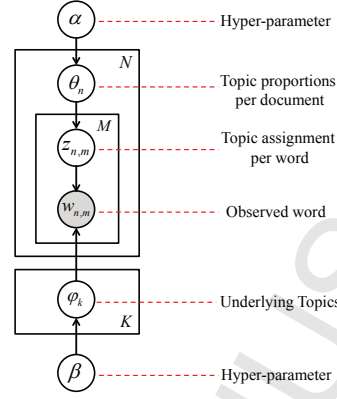 α Hyper-parameter
N
θn Topic proportions
per document
M
zn,m Topic assignment
per word
wn,m Observed word
φk Underlying Topics
K
β Hyper-parameter